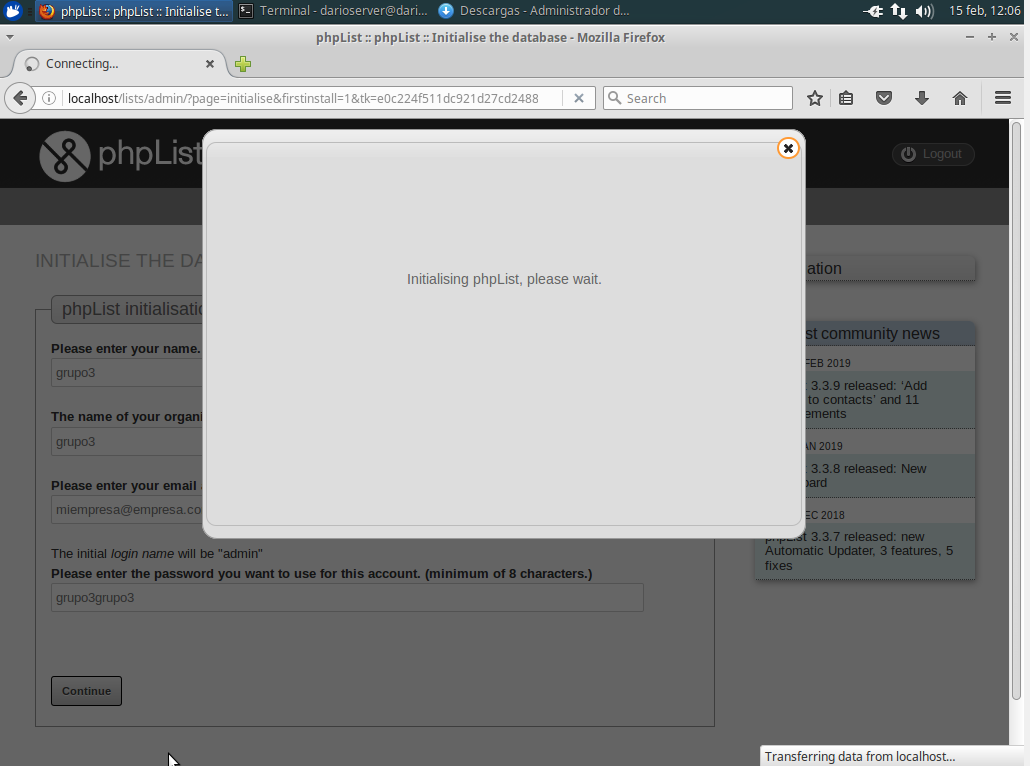 phpList :: phpList :: Initialise t...
Terminal - darioserver@dari...
Descargas - Administrador d...
15 feb, 12:06
phpList :: phpList :: Initialise the database - Mozilla Firefox
Connecting...
localhost/lists/admin/?page=initialise&firstinstall=1&tk=e0c224f511dc921d27cd2488
Search
phpList
Logout
INITIALISE THE DA
Initialising phpList, please wait.
ation
phpList initialisatio
Please enter your name.
grupo3
The name of your organi
grupo3
Please enter your email
miempresa@empresa.co
The initial login name will be "admin"
Please enter the password you want to use for this account. (minimum of 8 characters.)
grupo3grupo3
Continue
st community news
FEB 2019
3.3.9 released: ‘Add
to contacts’ and 11
ements
AN 2019
3.3.8 released: New
oard
EC 2018
phpList 3.3.7 released: new
Automatic Updater, 3 features, 5
fixes
Transferring data from localhost...